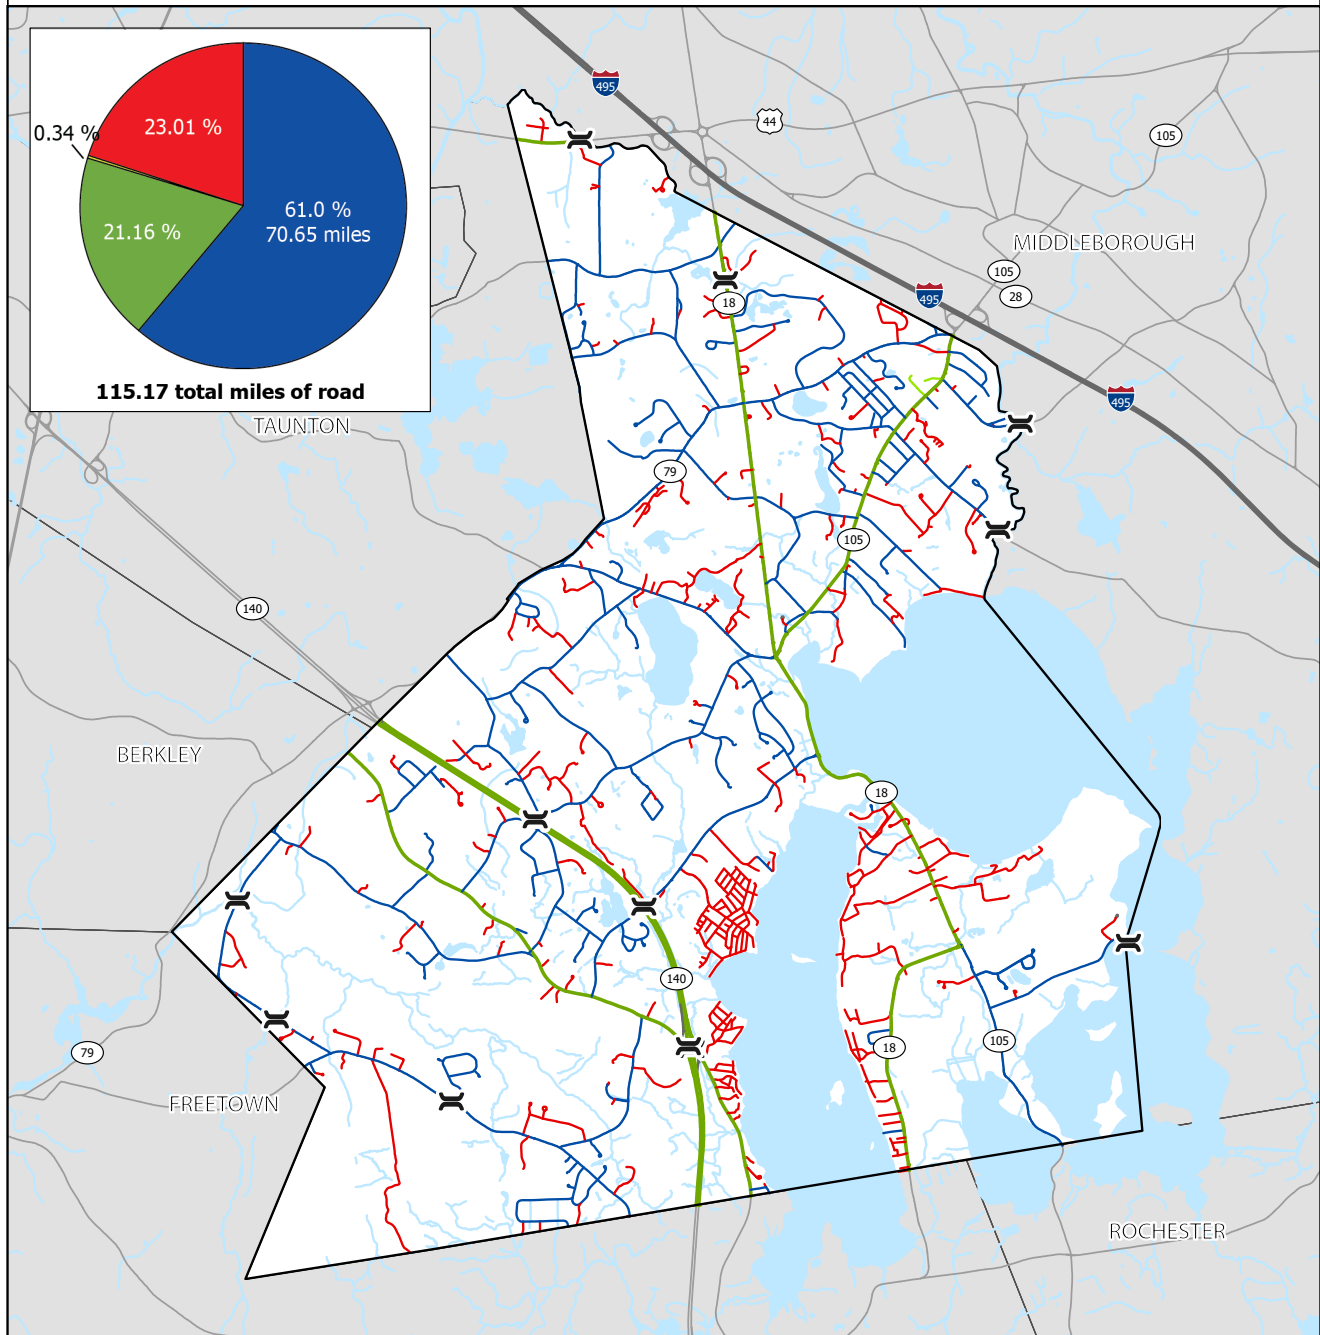 495
44
105
0.34 %
23.01 %
61.0 %
70.65 miles
21.16 %
MIDDLEBOROUGH
105
495
28
18
115.17 total miles of road
495
TAUNTON
79
105
140
BERKLEY
18
140
79
18
105
FREETOWN
ROCHESTER